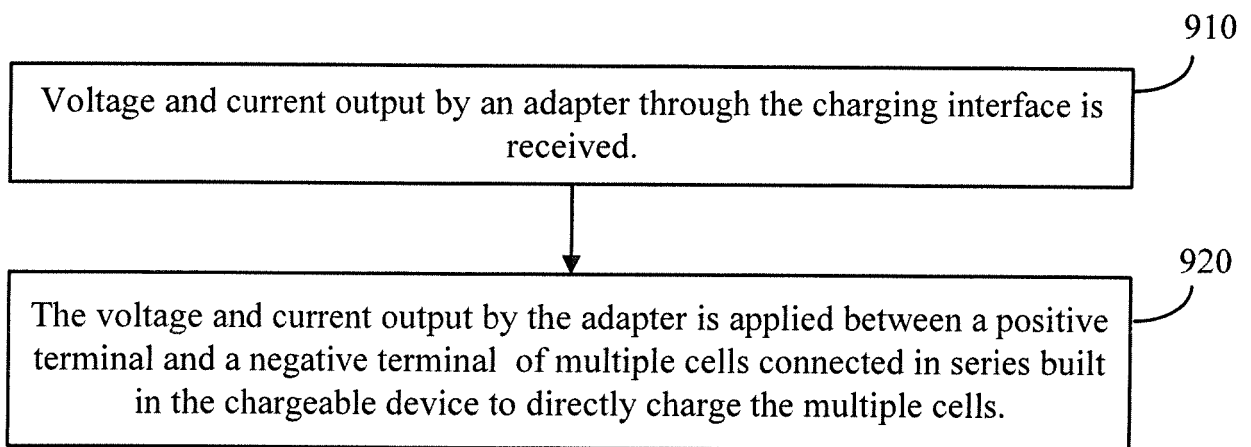 910
Voltage and current output by an adapter through the charging interface is
received.
920
The voltage and current output by the adapter is applied between a positive
terminal and a negative terminal of multiple cells connected in series built
in the chargeable device to directly charge the multiple cells.